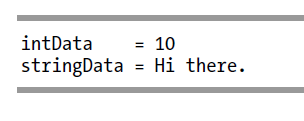 intData    = 10
stringData = Hi there.